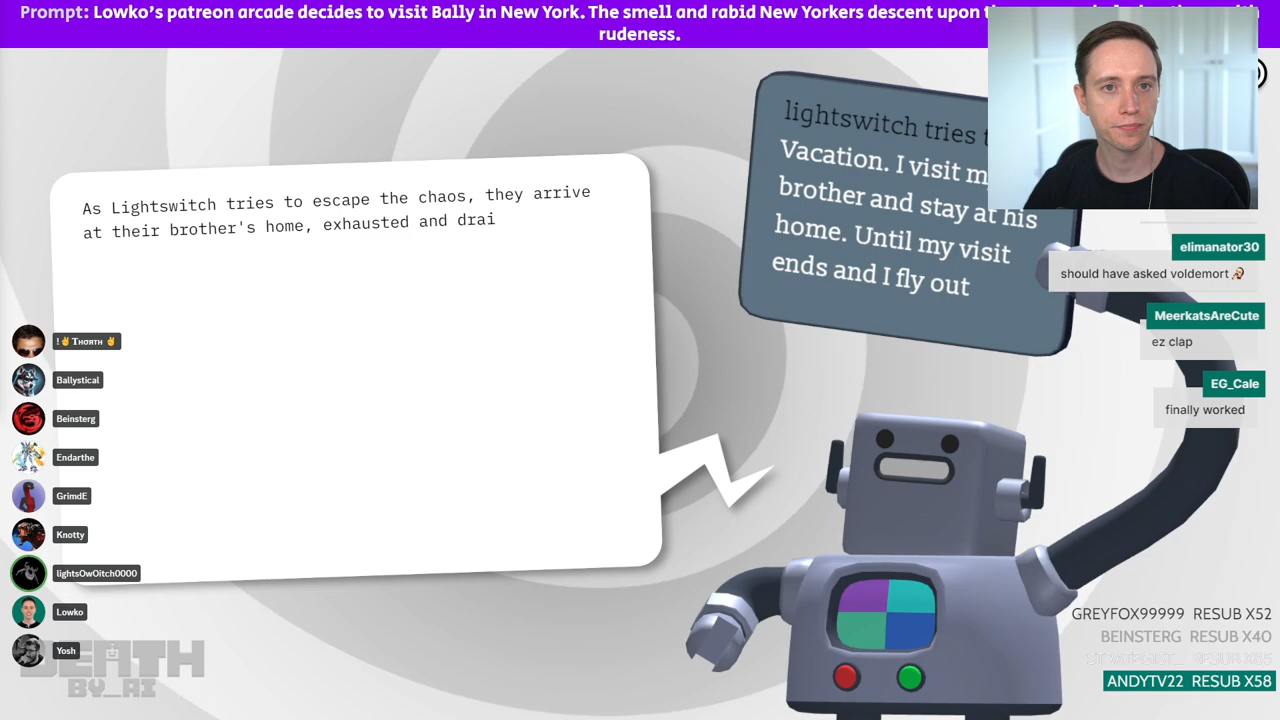 Prompt: Lowko's patreon arcade decides to visit Bally in New York. The smell and rabid New Yorkers descent upon
rudeness.
lightswitch tries
Vacation. I visit
brother and stay at his
home. Until my visit
ends and I fly out
As Lightswitch tries to escape the chaos, they arrive
at their brother's home, exhausted and drai
elimanator30
should have asked voldemort
MeerkatsAreCute
ez clap
EG_Cale
finally worked
!✌Thorth ✌
Ballystical
Beinsterg
Endarthe
GrimdE
Knotty
lightsOwOitch0000
Lowko
Yosh
DEATH
BY_AI
GREYFOX99999 RESUB X52
BEINSTERG RESUB X40
ANDYTV22 RESUB X58